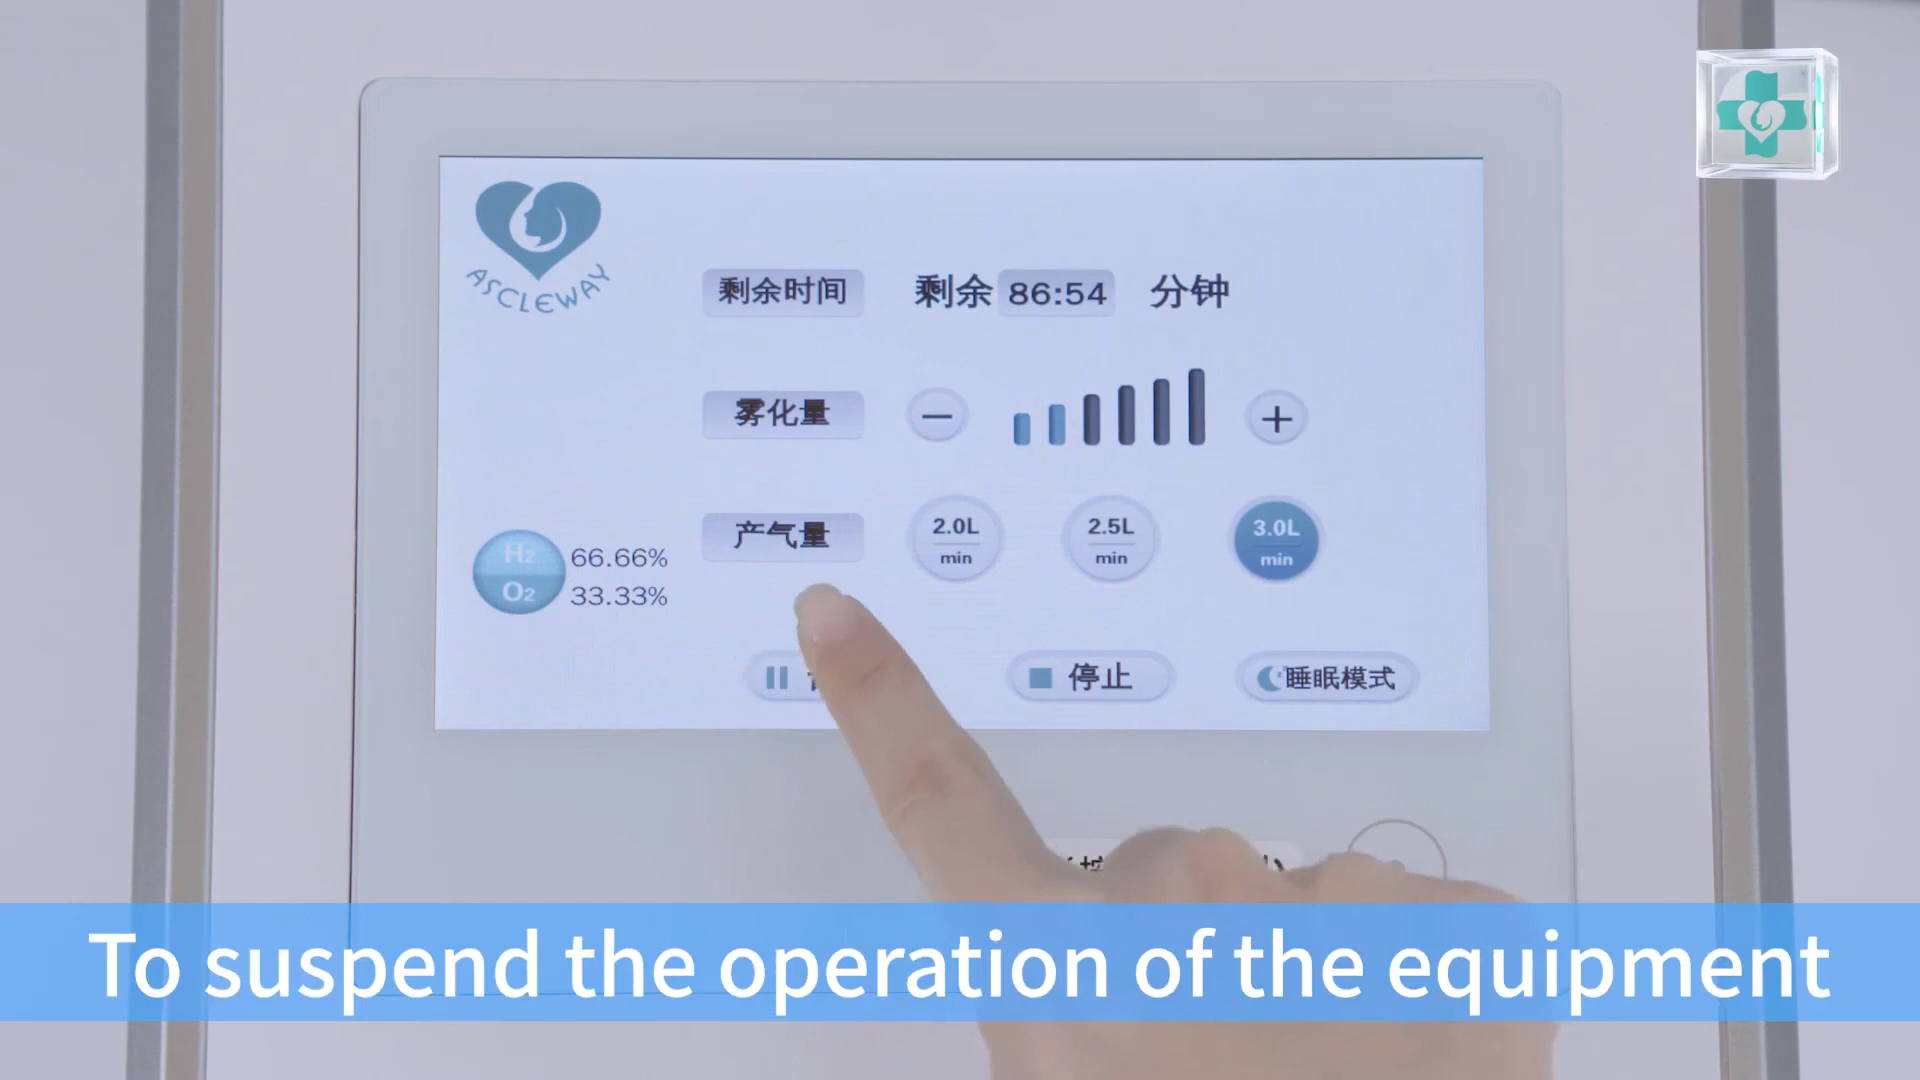 ASCLEWAY
剩余时间 剩余 86:54 分钟
雾化量 − +
产气量 2.0L min 2.5L min 3.0L min
H2 66.66%
O2 33.33%
停止 睡眠模式
To suspend the operation of the equipment